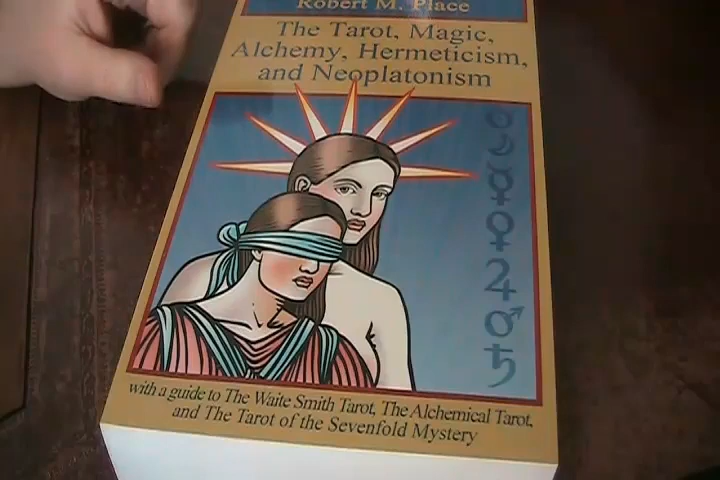 Robert M. Place
The Tarot, Magic,
Alchemy, Hermeticism,
and Neoplatonism
with a guide to The Waite Smith Tarot, The Alchemical Tarot,
and The Tarot of the Sevenfold Mystery